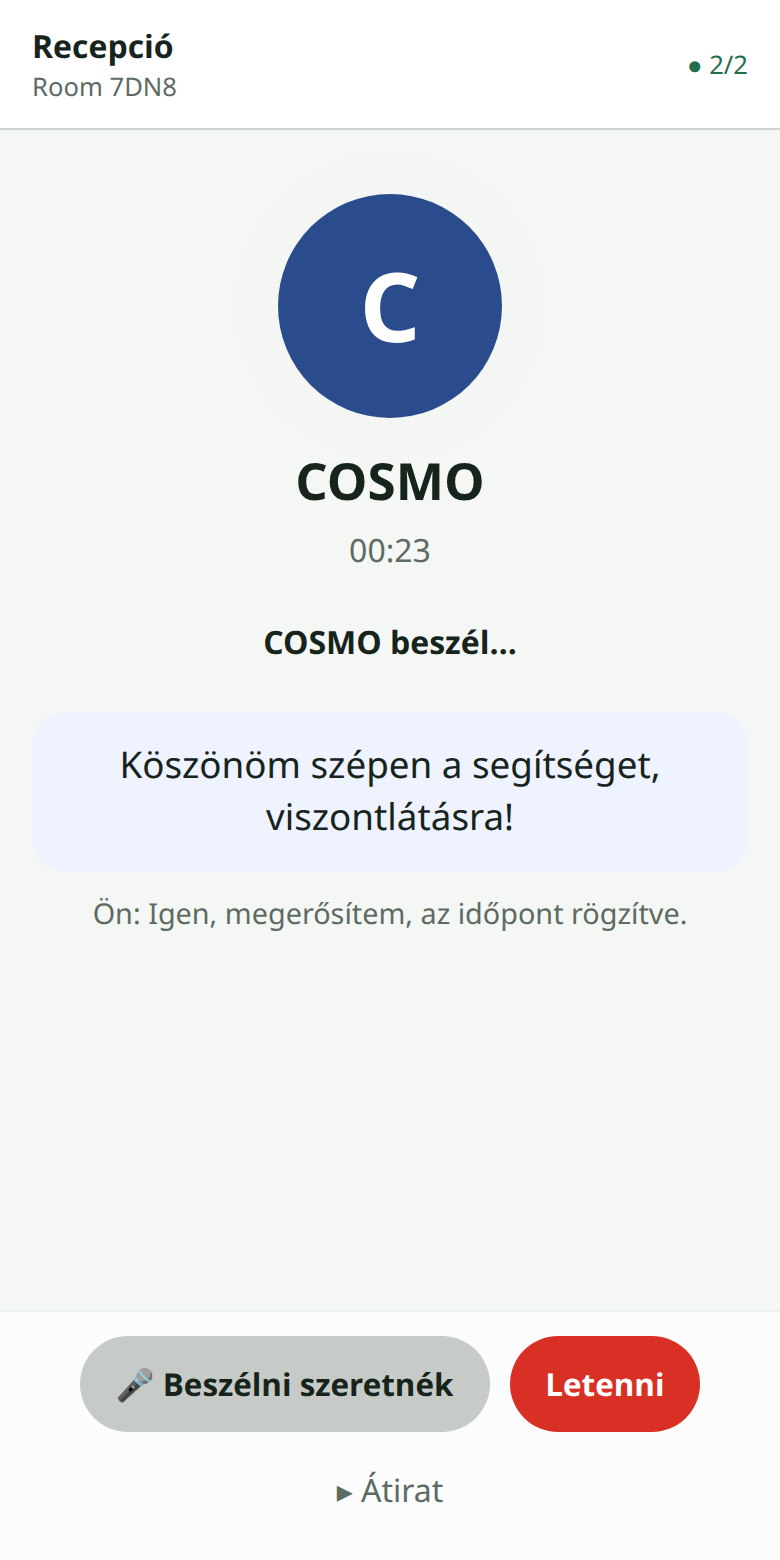 Recepció
Room 7DN8
● 2/2
C
COSMO
00:23
COSMO beszél...
Köszönöm szépen a segítséget,
viszontlátásra!
Ön: Igen, megerősítem, az időpont rögzítve.
🎤 Beszélni szeretnék
Letenni
▸ Átirat